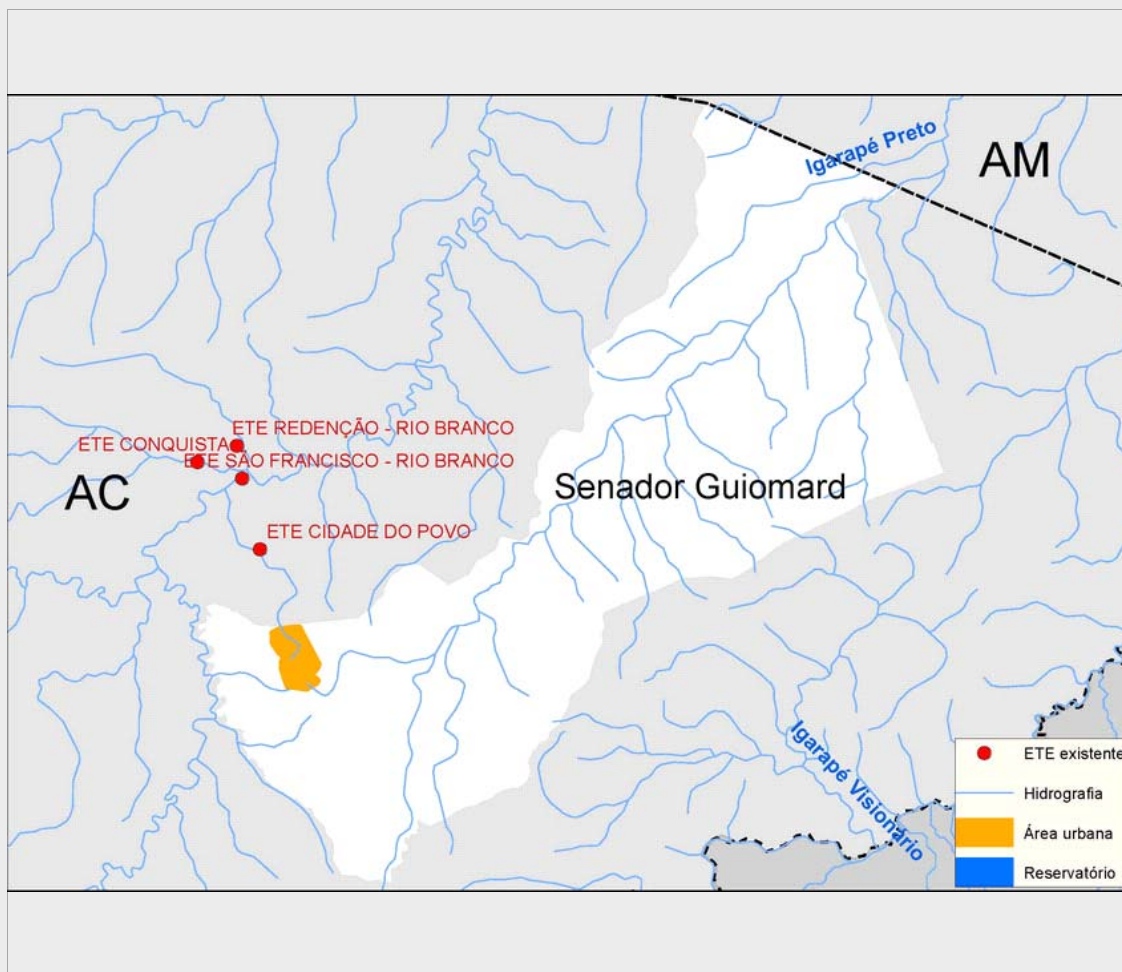 Igarapé Preto
AM
ETE REDENÇÃO - RIO BRANCO
ETE CONQUISTA
ETE SÃO FRANCISCO - RIO BRANCO
AC
Senador Guiomard
ETE CIDADE DO POVO
Igarapé Visionário
ETE existente
Hidrografia
Área urbana
Reservatório